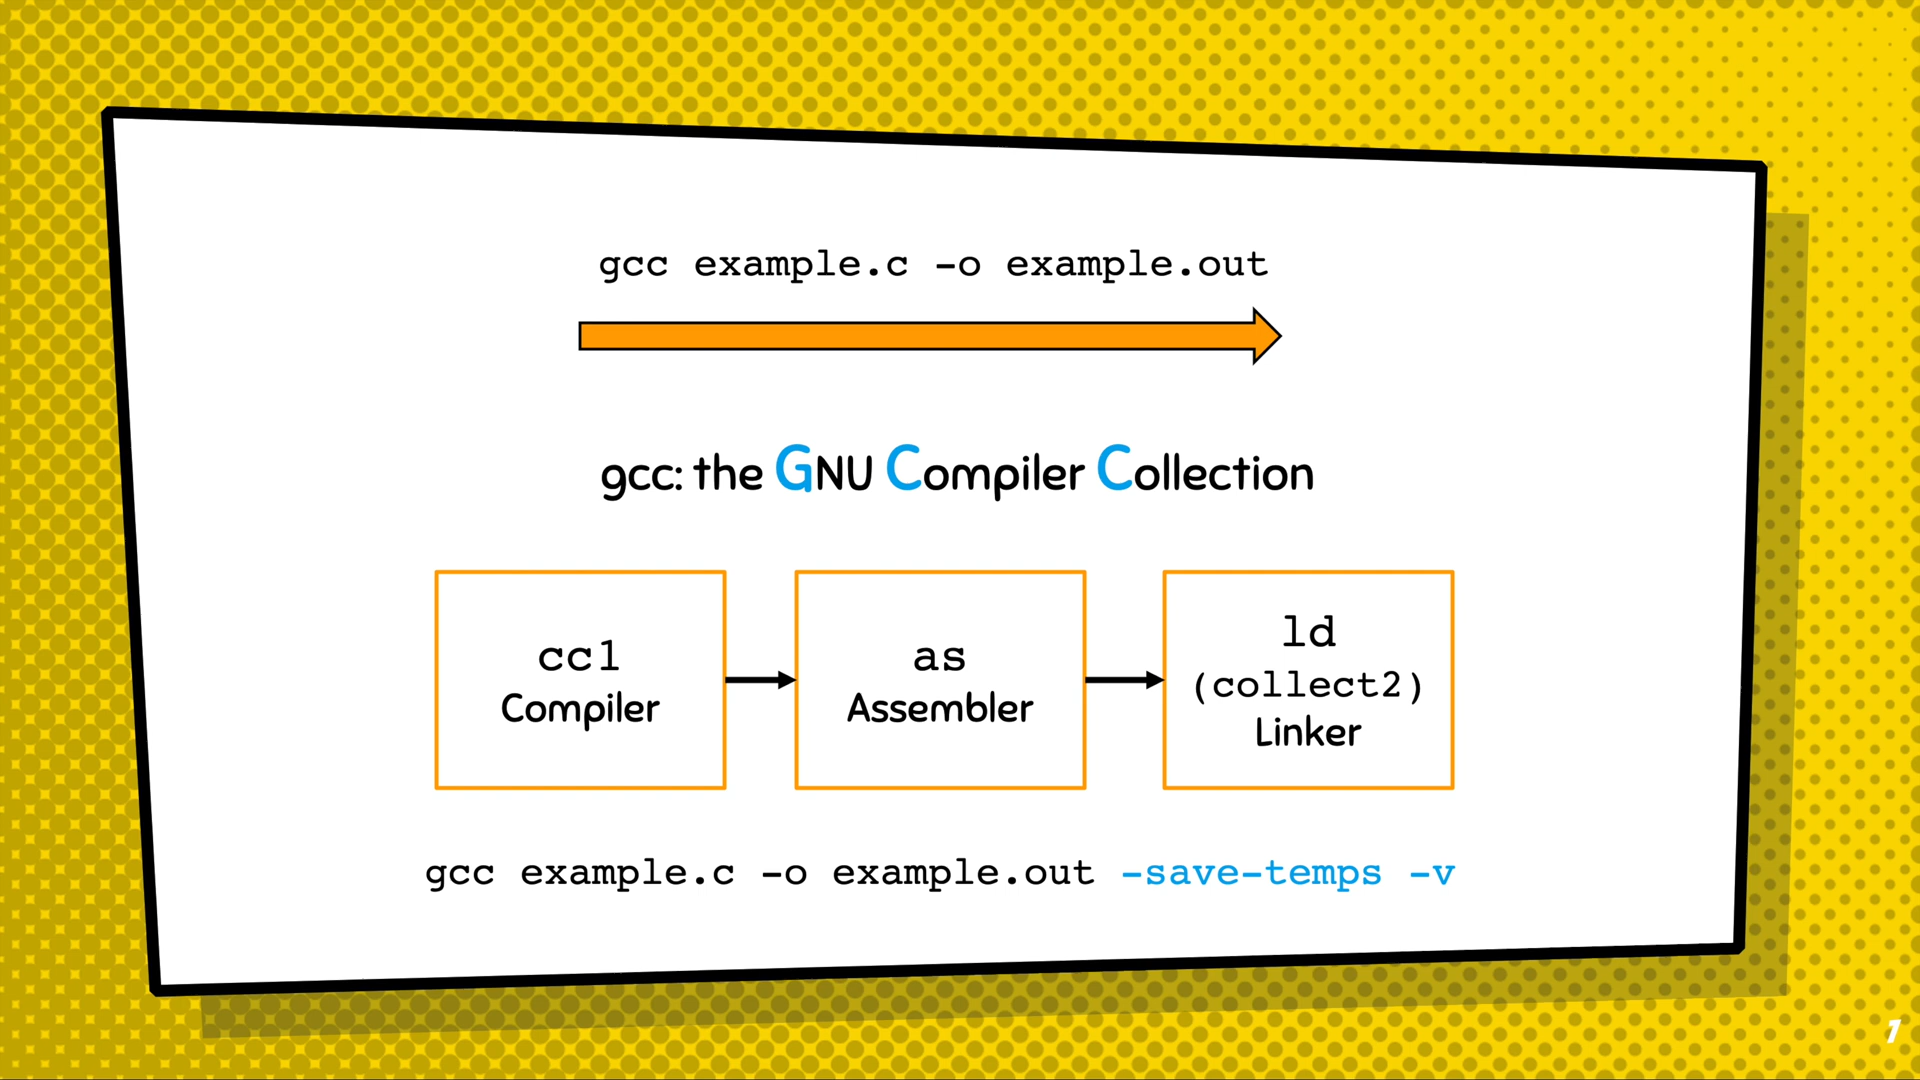 gcc example.c -o example.out
gcc: the GNU Compiler Collection
cc1
Compiler
as
Assembler
ld
(collect2)
Linker
gcc example.c -o example.out -save-temps -v
1